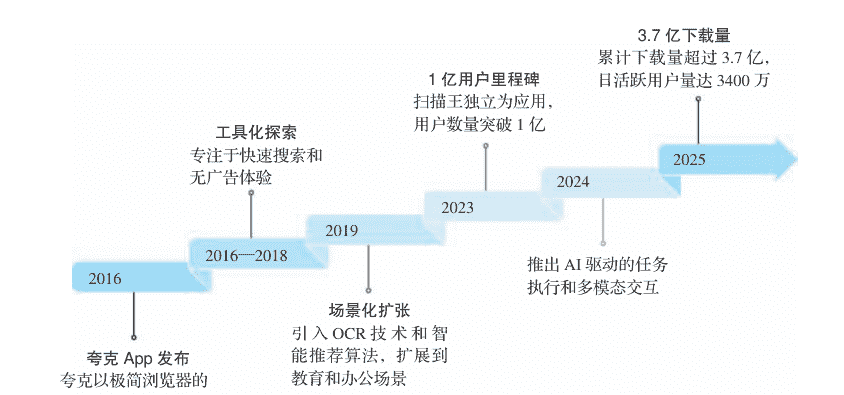 3.7 亿下载量
累计下载量超过 3.7 亿，
日活跃用户量达 3400 万
1 亿用户里程碑
扫描王独立为应用，
用户数量突破 1 亿
工具化探索
专注于快速搜索和
无广告体验
2025
2024
2023
2019
2016—2018
2016
推出 AI 驱动的任务
执行和多模态交互
场景化扩张
引入 OCR 技术和智
能推荐算法，扩展到
教育和办公场景
夸克 App 发布
夸克以极简浏览器的